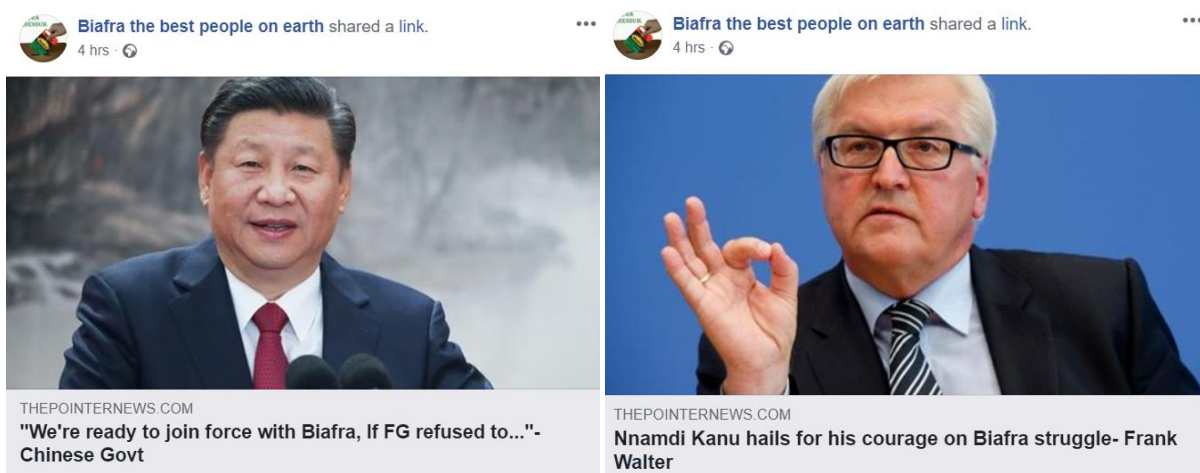 Biafra the best people on earth shared a link.
4 hrs
THEPOINTERNEWS.COM
"We're ready to join force with Biafra, If FG refused to..."-
Chinese Govt
Biafra the best people on earth shared a link.
4 hrs
THEPOINTERNEWS.COM
Nnamdi Kanu hails for his courage on Biafra struggle- Frank
Walter